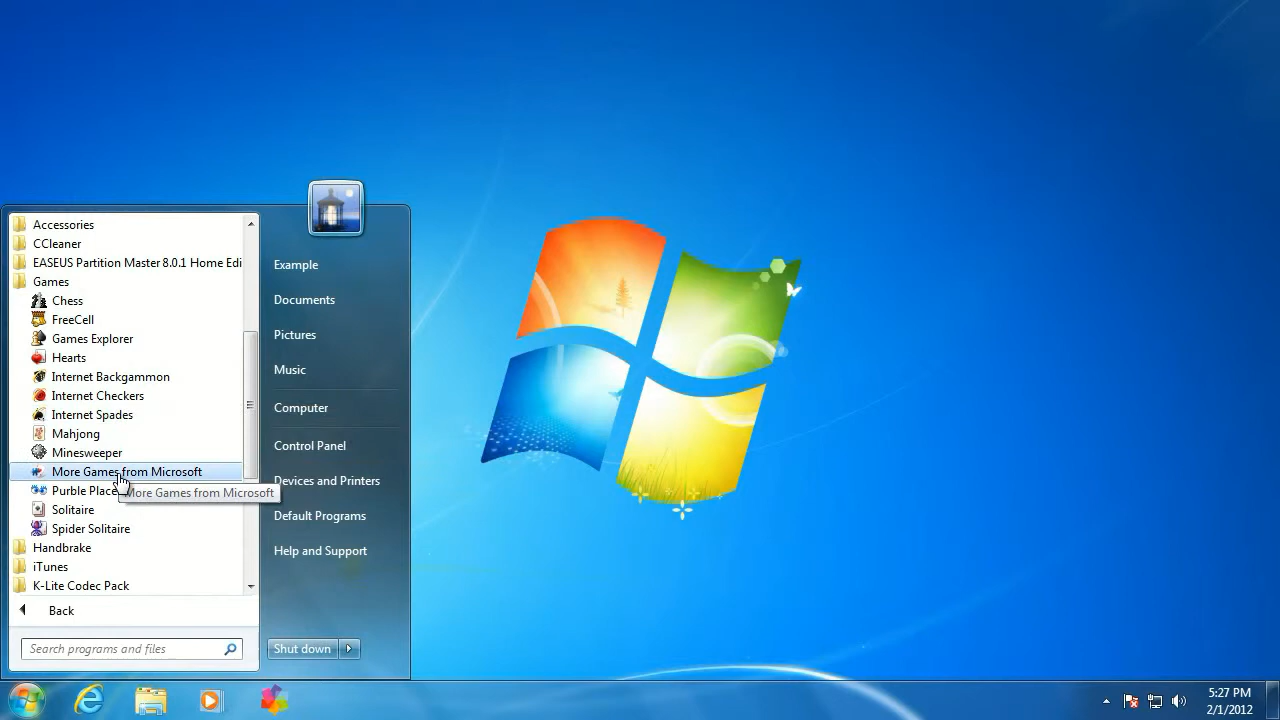 Accessories
CCleaner
EASEUS Partition Master 8.0.1 Home Edi
Games
Chess
FreeCell
Games Explorer
Hearts
Internet Backgammon
Internet Checkers
Internet Spades
Mahjong
Minesweeper
More Games from Microsoft
Purble Place
More Games from Microsoft
Solitaire
Spider Solitaire
Handbrake
iTunes
K-Lite Codec Pack
Back
Search programs and files
Example
Documents
Pictures
Music
Computer
Control Panel
Devices and Printers
Default Programs
Help and Support
Shut down
5:27 PM
2/1/2012